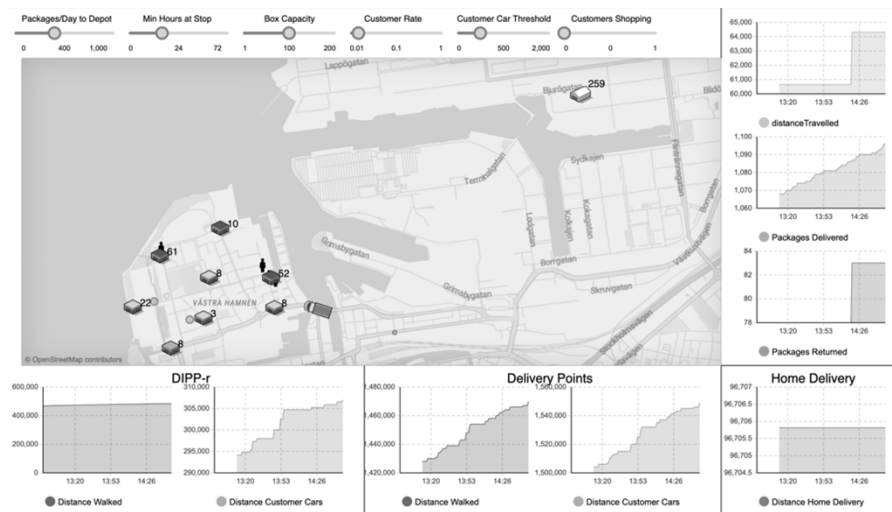 Packages/Day to Depot
Min Hours at Stop
Box Capacity
Customer Rate
Customer Car Threshold
Customers Shopping
0 400 1,000
0 24 72
1 100 200
0.01 0.1 1
0 500 2,000
0 0 1
Lappögatan
Bjurögatan
259
Blidö
Fårtrännegatan
Sydkajen
Terminalgatan
Lodgatan
Kolkajen
Koksgatan
Borrgatan
Borrgatan
Västkustvägen
Grimsbygatan
Grimsbygatan
Skruvgatan
Stockholmsvägen
10
61
8
52
22
VÄSTRA HAMNEN
3
8
8
© OpenStreetMap contributors
65,000
64,000
63,000
62,000
61,000
60,000
13:20 13:53 14:26
distanceTravelled
1,100
1,090
1,080
1,070
1,060
13:20 13:53 14:26
Packages Delivered
84
82
80
78
76
13:20 13:53 14:26
Packages Returned
DIPP-r
600,000
400,000
200,000
0
13:20 13:53 14:26
Distance Walked
310,000
305,000
300,000
295,000
290,000
13:20 13:53 14:26
Distance Customer Cars
Delivery Points
1,480,000
1,460,000
1,440,000
1,420,000
13:20 13:53 14:26
Distance Walked
1,560,000
1,540,000
1,520,000
1,500,000
13:20 13:53 14:26
Distance Customer Cars
Home Delivery
96,707
96,706.5
96,706
96,705.5
96,705
96,704.5
13:20 13:53 14:26
Distance Home Delivery